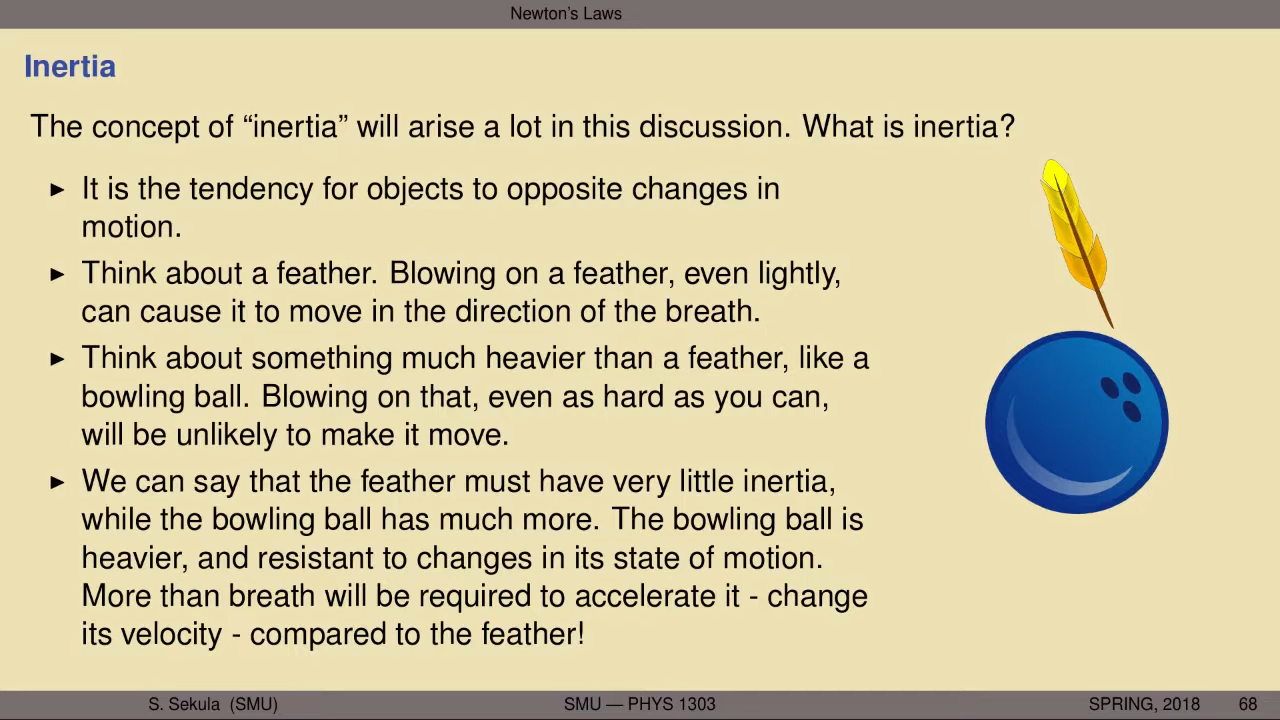 Newton's Laws
Inertia
The concept of “inertia” will arise a lot in this discussion. What is inertia?
▶ It is the tendency for objects to opposite changes in
motion.
▶ Think about a feather. Blowing on a feather, even lightly,
can cause it to move in the direction of the breath.
▶ Think about something much heavier than a feather, like a
bowling ball. Blowing on that, even as hard as you can,
will be unlikely to make it move.
▶ We can say that the feather must have very little inertia,
while the bowling ball has much more. The bowling ball is
heavier, and resistant to changes in its state of motion.
More than breath will be required to accelerate it - change
its velocity - compared to the feather!
S. Sekula (SMU) SMU — PHYS 1303 SPRING, 2018 68